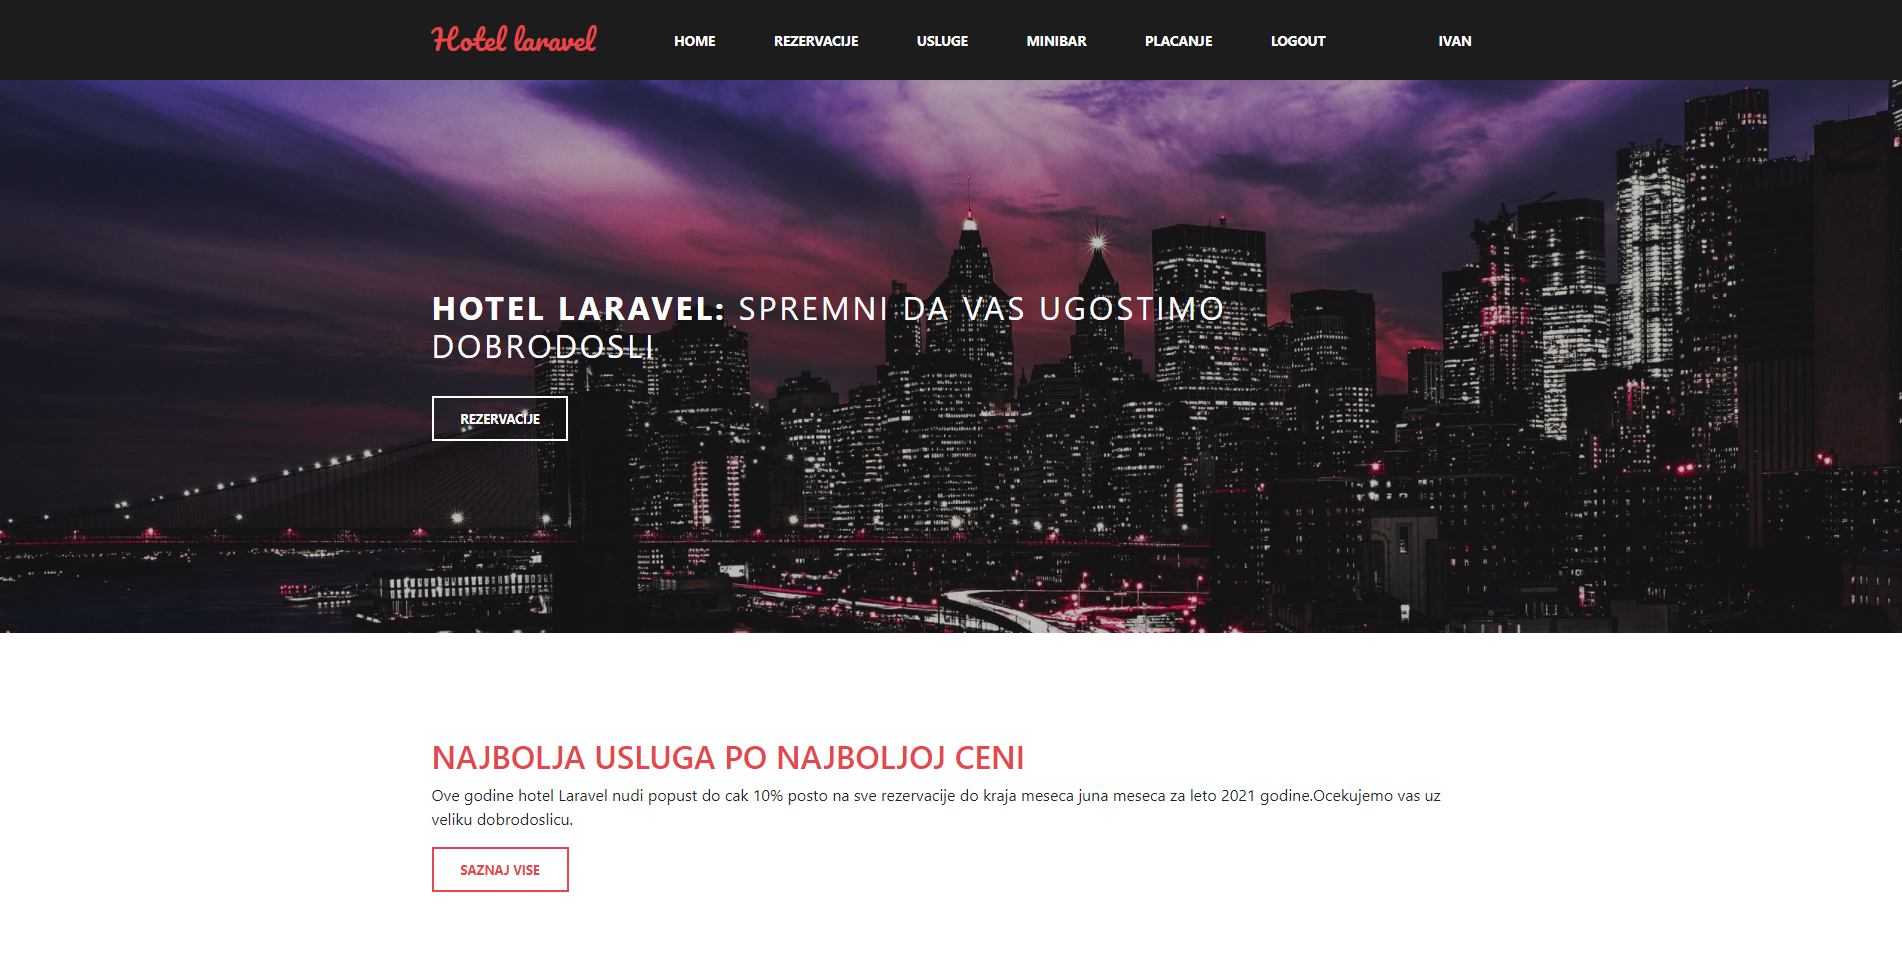 Hotel laravel
HOME REZERVACIJE USLUGE MINIBAR PLACANJE LOGOUT IVAN
HOTEL LARAVEL: SPREMNI DA VAS UGOSTIMO
DOBRODOSLI
REZERVACIJE
NAJBOLJA USLUGA PO NAJBOLJOJ CENI
Ove godine hotel Laravel nudi popust do cak 10% posto na sve rezervacije do kraja meseca juna meseca za leto 2021 godine.Ocekujemo vas uz
veliku dobrodoslicu.
SAZNAJ VISE